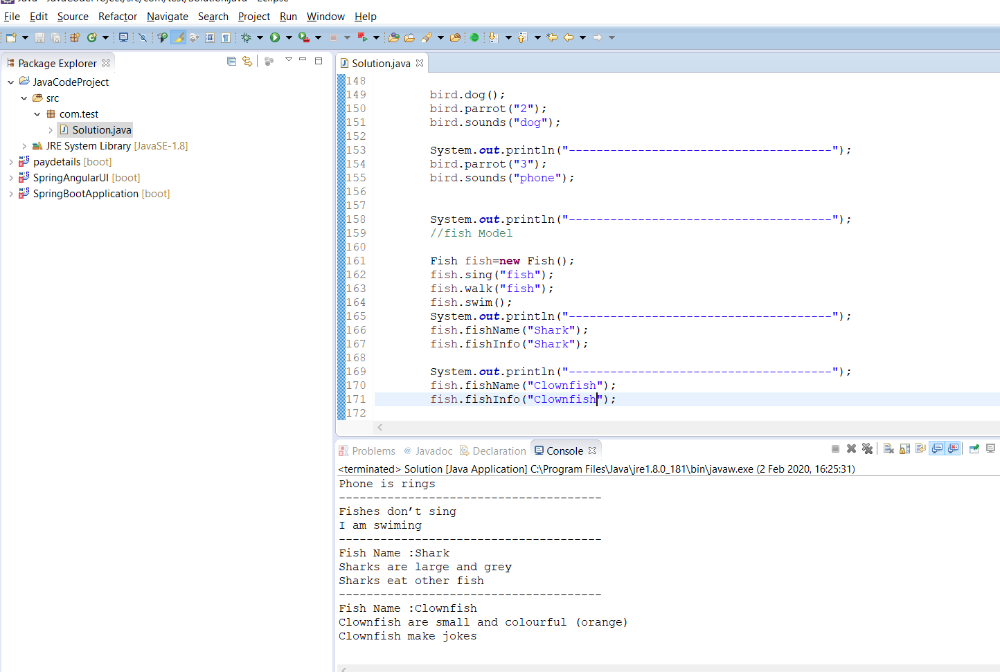 Java - JavaCodeProject/src/com/test/Solution.java - Eclipse
File Edit Source Refactor Navigate Search Project Run Window Help
Package Explorer
JavaCodeProject
src
com.test
Solution.java
JRE System Library [JavaSE-1.8]
paydetails [boot]
SpringAngularUI [boot]
SpringBootApplication [boot]
Solution.java
148
149 bird.dog();
150 bird.parrot("2");
151 bird.sounds("dog");
152
153 System.out.println("--------------------------------------");
154 bird.parrot("3");
155 bird.sounds("phone");
156
157
158 System.out.println("--------------------------------------");
159 //fish Model
160
161 Fish fish=new Fish();
162 fish.sing("fish");
163 fish.walk("fish");
164 fish.swim();
165 System.out.println("--------------------------------------");
166 fish.fishName("Shark");
167 fish.fishInfo("Shark");
168
169 System.out.println("--------------------------------------");
170 fish.fishName("Clownfish");
171 fish.fishInfo("Clownfish");
172
Problems @ Javadoc Declaration Console
<terminated> Solution [Java Application] C:\Program Files\Java\jre1.8.0_181\bin\javaw.exe (2 Feb 2020, 16:25:31)
Phone is rings
--------------------------------------
Fishes don’t sing
I am swiming
--------------------------------------
Fish Name :Shark
Sharks are large and grey
Sharks eat other fish
--------------------------------------
Fish Name :Clownfish
Clownfish are small and colourful (orange)
Clownfish make jokes